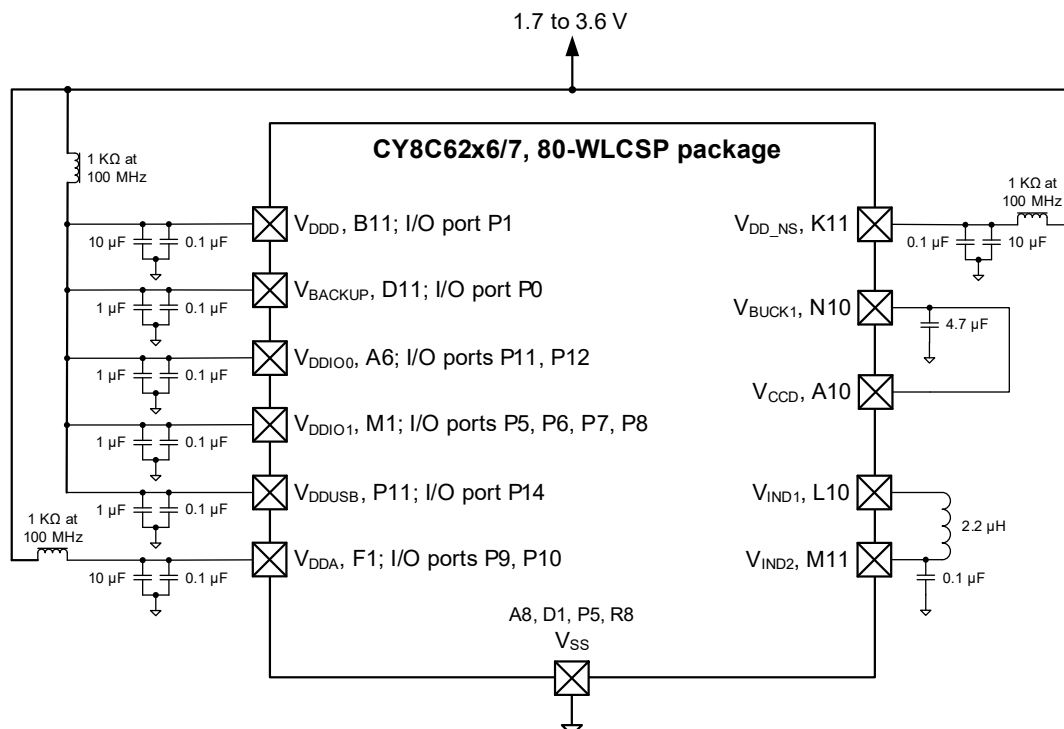 1.7 to 3.6 V
CY8C62x6/7, 80-WLCSP package
1 KΩ at
100 MHz
1 KΩ at
100 MHz
10 µF
0.1 µF
VDDD, B11; I/O port P1
VDD_NS, K11
0.1 µF
10 µF
1 µF
0.1 µF
VBACKUP, D11; I/O port P0
VBUCK1, N10
4.7 µF
1 µF
0.1 µF
VDDIO0, A6; I/O ports P11, P12
VCCD, A10
1 µF
0.1 µF
VDDIO1, M1; I/O ports P5, P6, P7, P8
1 µF
0.1 µF
VDDUSB, P11; I/O port P14
VIND1, L10
2.2 µH
1 KΩ at
100 MHz
10 µF
0.1 µF
VDDA, F1; I/O ports P9, P10
VIND2, M11
0.1 µF
A8, D1, P5, R8
VSS